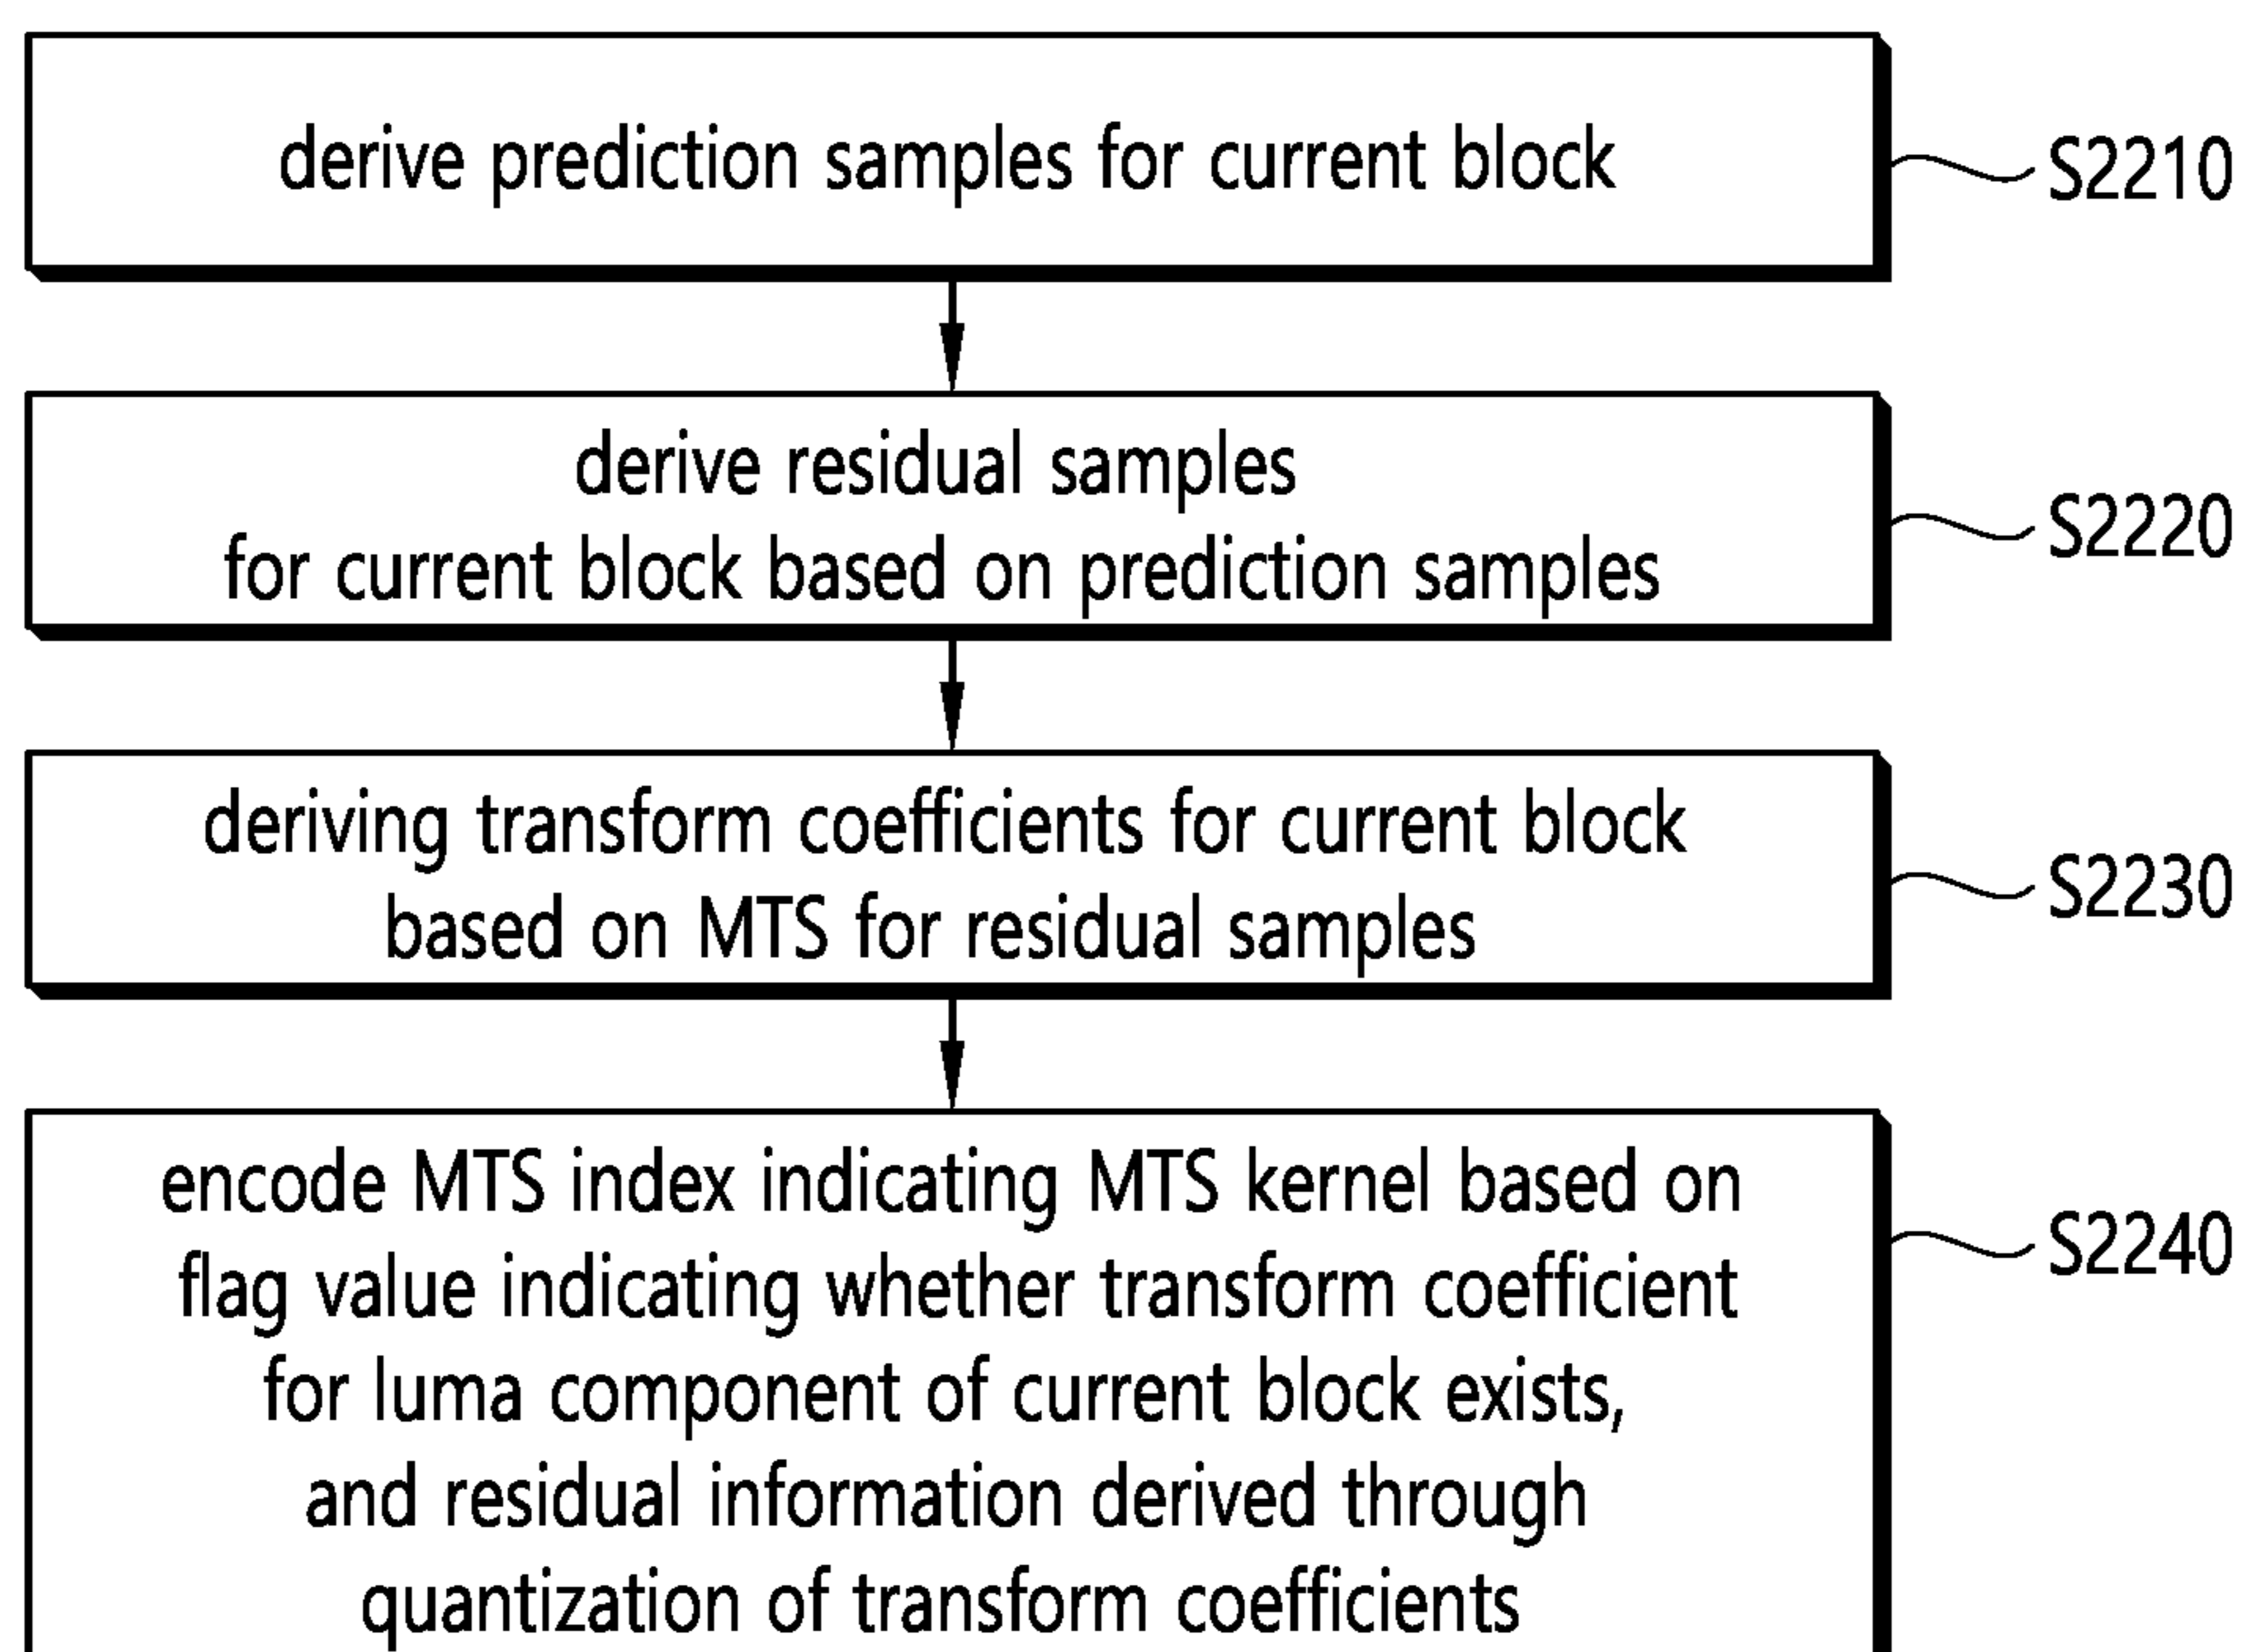 derive prediction samples for current block
S2210
derive residual samples
for current block based on prediction samples
S2220
deriving transform coefficients for current block
based on MTS for residual samples
S2230
encode MTS index indicating MTS kernel based on
flag value indicating whether transform coefficient
for luma component of current block exists,
and residual information derived through
quantization of transform coefficients
S2240